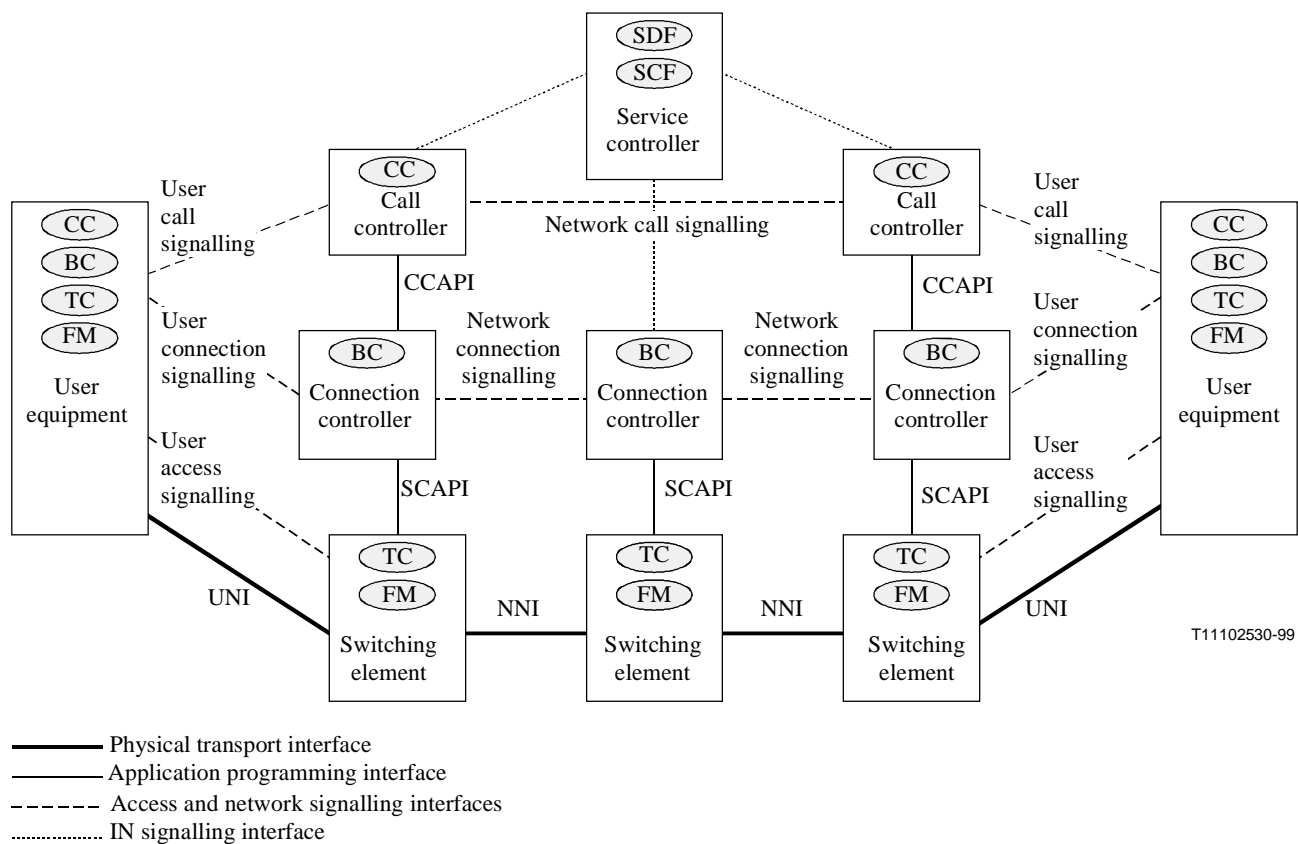 SDF
SCF
Service
controller
CC
Call
controller
CC
Call
controller
User
call
signalling
Network call signalling
User
call
signalling
CC
BC
TC
FM
User
equipment
CC
BC
TC
FM
User
equipment
CCAPI
CCAPI
User
connection
signalling
BC
Connection
controller
Network
connection
signalling
BC
Connection
controller
Network
connection
signalling
BC
Connection
controller
User
connection
signalling
User
access
signalling
SCAPI
SCAPI
SCAPI
User
access
signalling
UNI
TC
FM
Switching
element
NNI
TC
FM
Switching
element
NNI
TC
FM
Switching
element
UNI
T11102530-99
Physical transport interface
Application programming interface
Access and network signalling interfaces
IN signalling interface